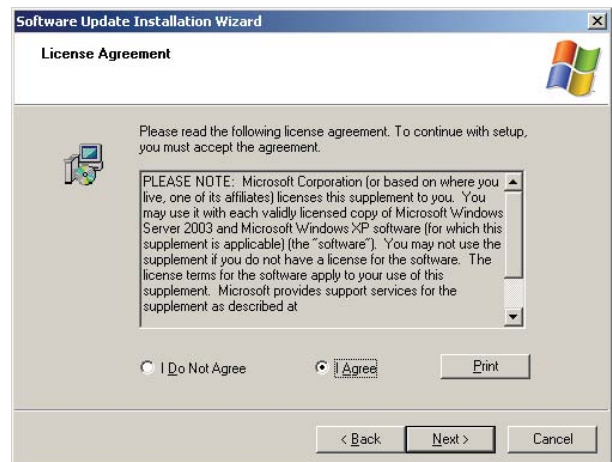 Software Update Installation Wizard
License Agreement
Please read the following license agreement. To continue with setup,
you must accept the agreement.
PLEASE NOTE: Microsoft Corporation (or based on where you
live, one of its affiliates) licenses this supplement to you. You
may use it with each validly licensed copy of Microsoft Windows
Server 2003 and Microsoft Windows XP software (for which this
supplement is applicable) (the "software"). You may not use the
supplement if you do not have a license for the software. The
license terms for the software apply to your use of this
supplement. Microsoft provides support services for the
supplement as described at
I Do Not Agree
I Agree
Print
< Back
Next >
Cancel